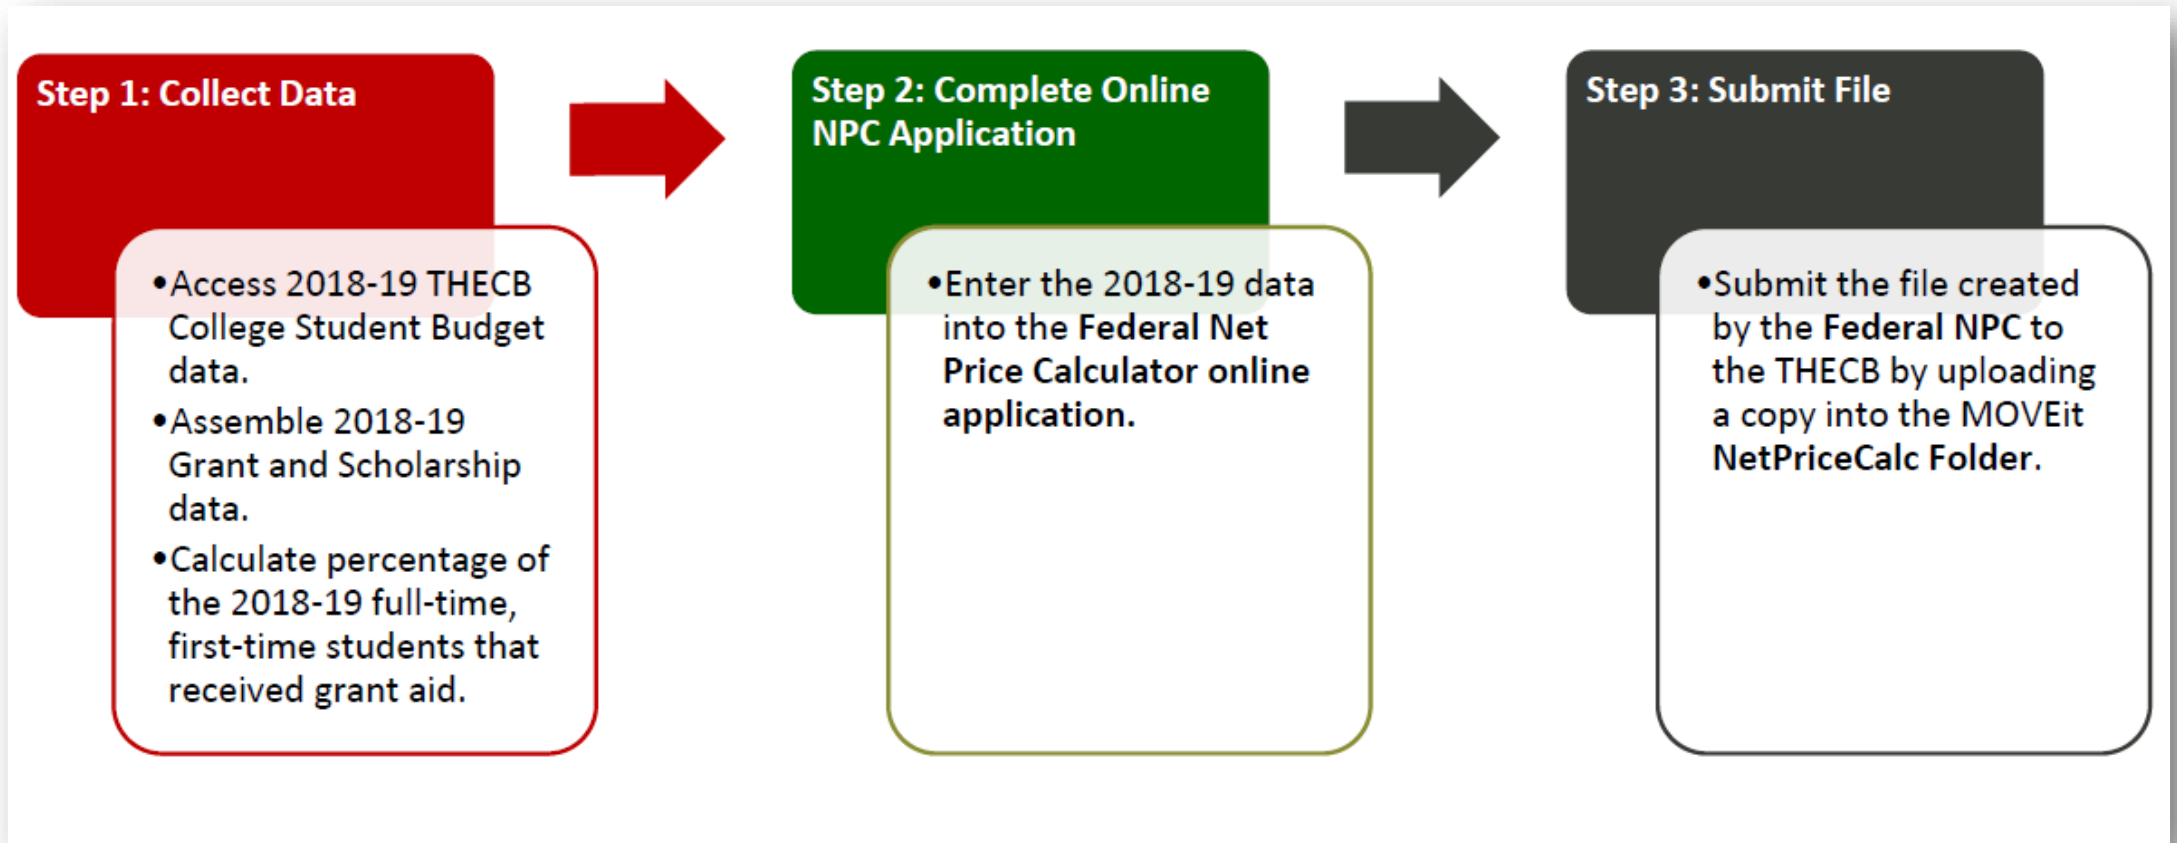 Step 1: Collect Data
•Access 2018-19 THECB
College Student Budget
data.
•Assemble 2018-19
Grant and Scholarship
data.
•Calculate percentage of
the 2018-19 full-time,
first-time students that
received grant aid.
Step 2: Complete Online
NPC Application
•Enter the 2018-19 data
into the Federal Net
Price Calculator online
application.
Step 3: Submit File
•Submit the file created
by the Federal NPC to
the THECB by uploading
a copy into the MOVEit
NetPriceCalc Folder.